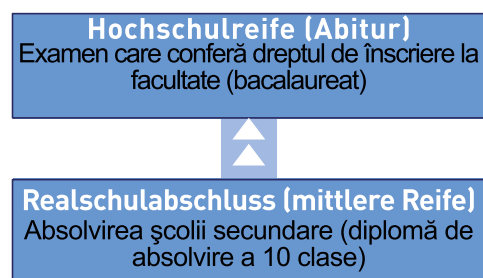 Hochschulreife (Abitur)
Examen care conferă dreptul de înscriere la
facultate (bacalaureat)
Realschulabschluss (mittlere Reife)
Absolvirea şcolii secundare (diplomă de
absolvire a 10 clase)